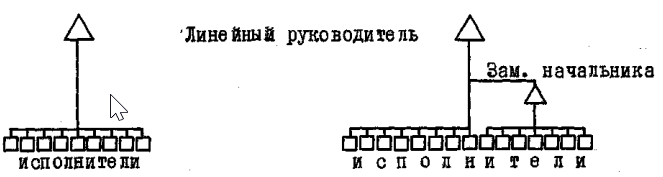 Линейный руководитель
Зам. начальника
исполнители
исполнители